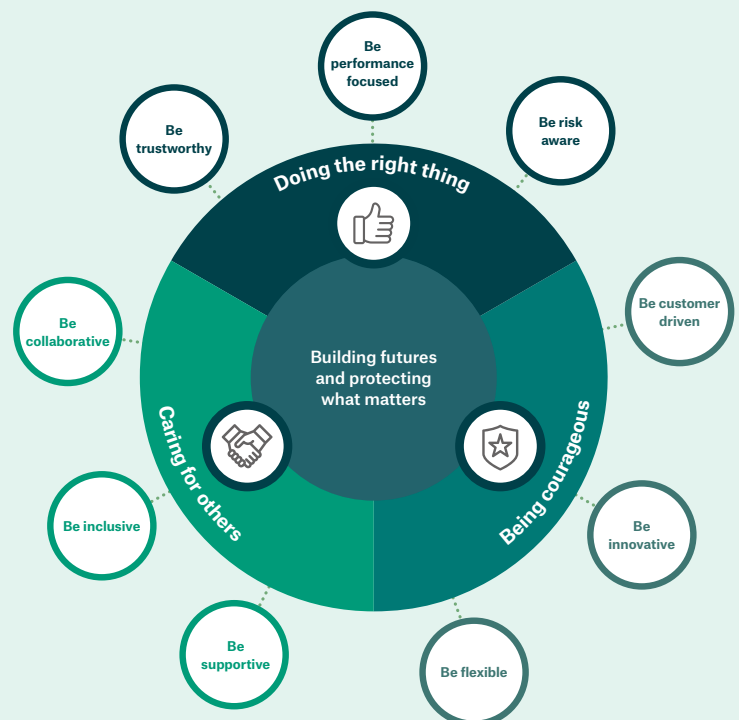 Be
performance
focused
Be
trustworthy
Be risk
aware
Doing the right thing
Be customer
driven
Be
collaborative
Building futures
and protecting
what matters
Caring for others
Being courageous
Be inclusive
Be
innovative
Be
supportive
Be flexible